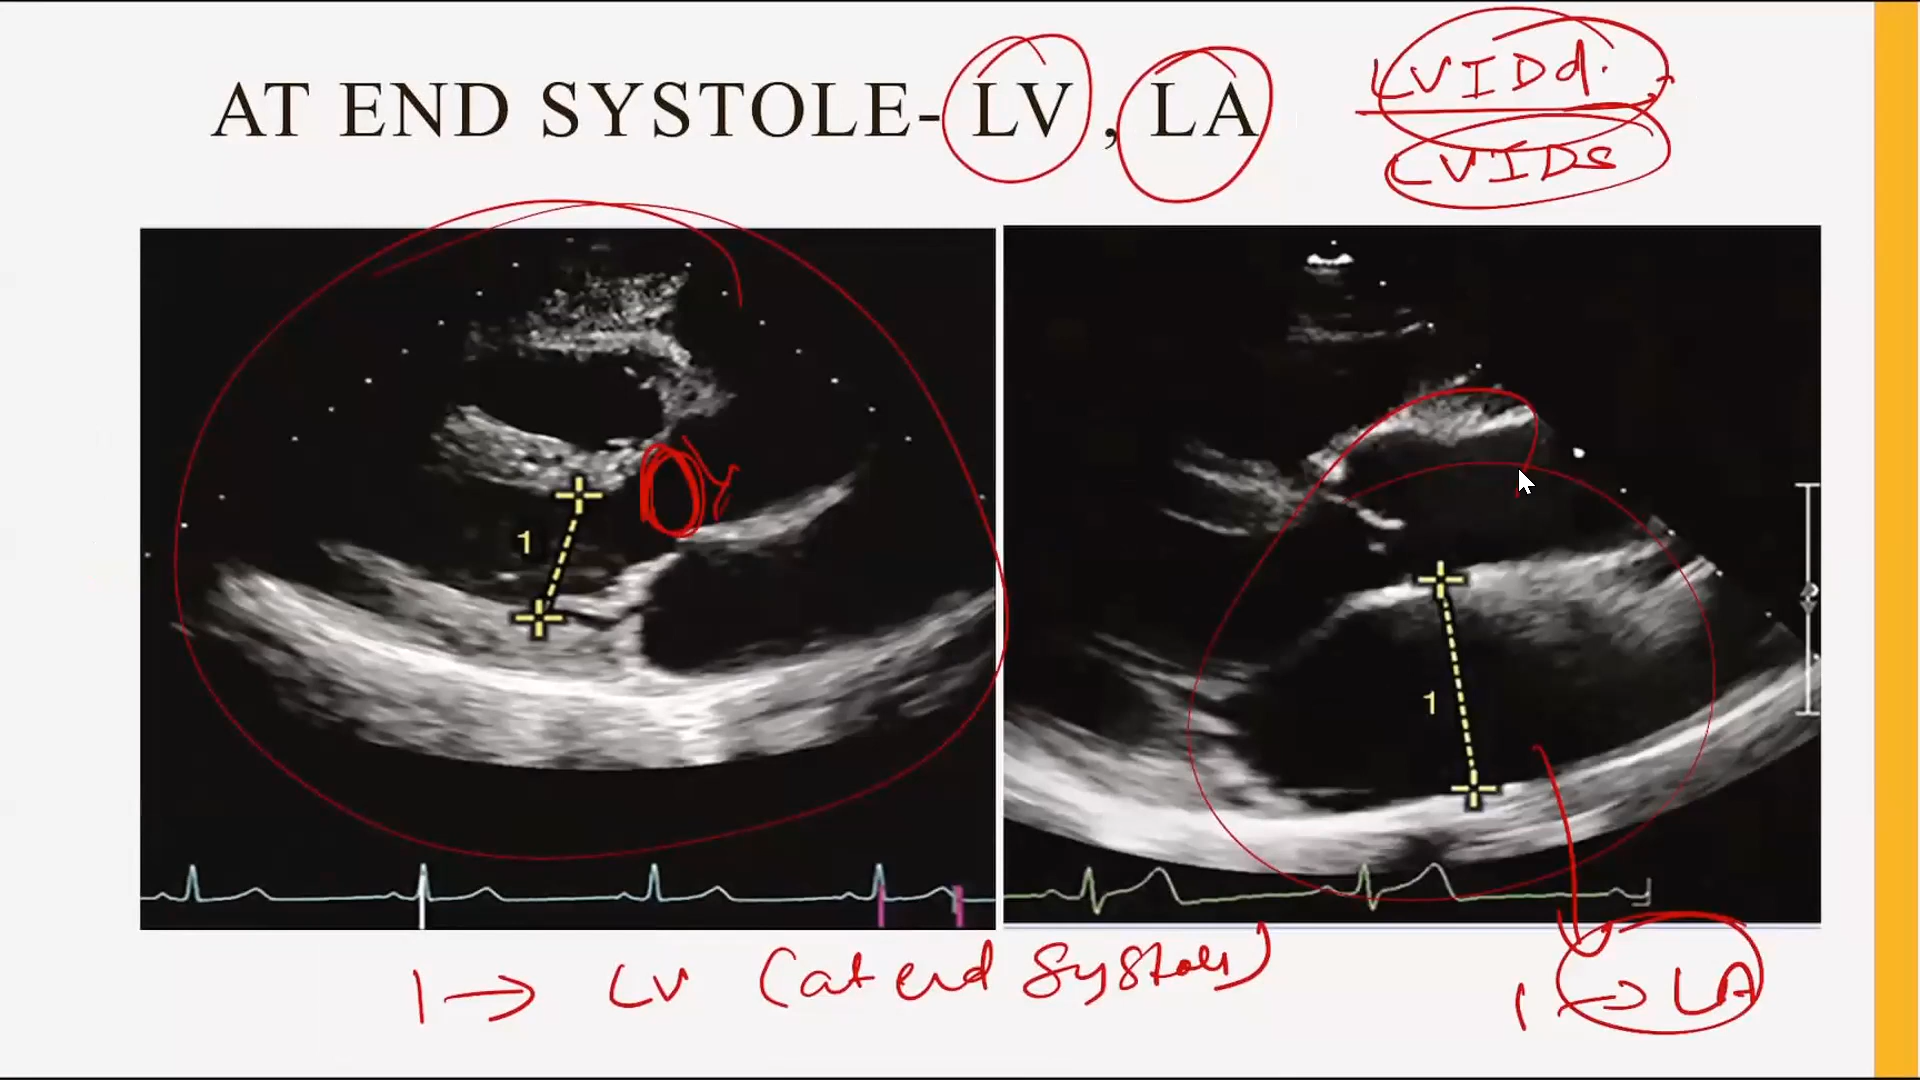 AT END SYSTOLE- LV , LA
LVIDd.
LVIDS
1
1
1 → LV (at end systole)
1 → LA